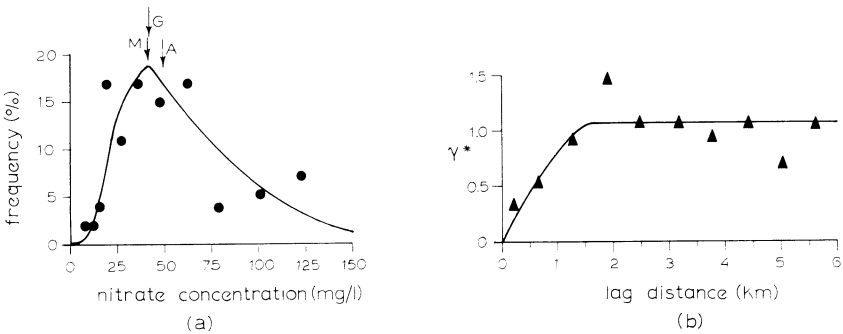 G
M A
20
15
10
5
0
frequency (%)
0 25 50 75 100 125 150
nitrate concentration (mg/l)
(a)
1.5
1.0
0.5
0
γ*
0 1 2 3 4 5 6
lag distance (km)
(b)